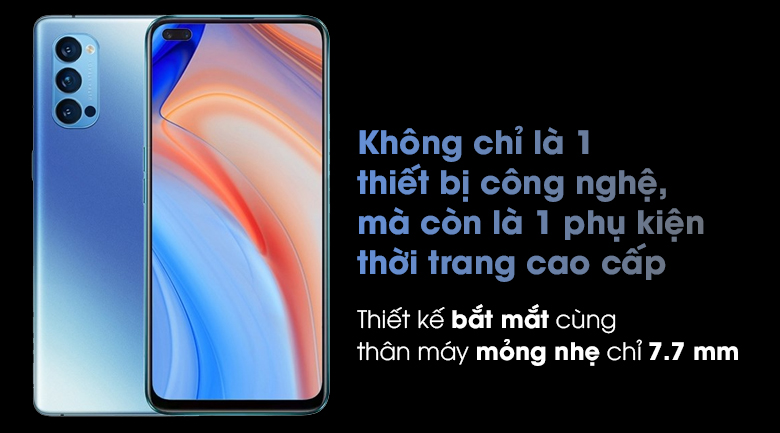 Không chỉ là 1
thiết bị công nghệ,
mà còn là 1 phụ kiện
thời trang cao cấp
Thiết kế bắt mắt cùng
thân máy mỏng nhẹ chỉ 7.7 mm